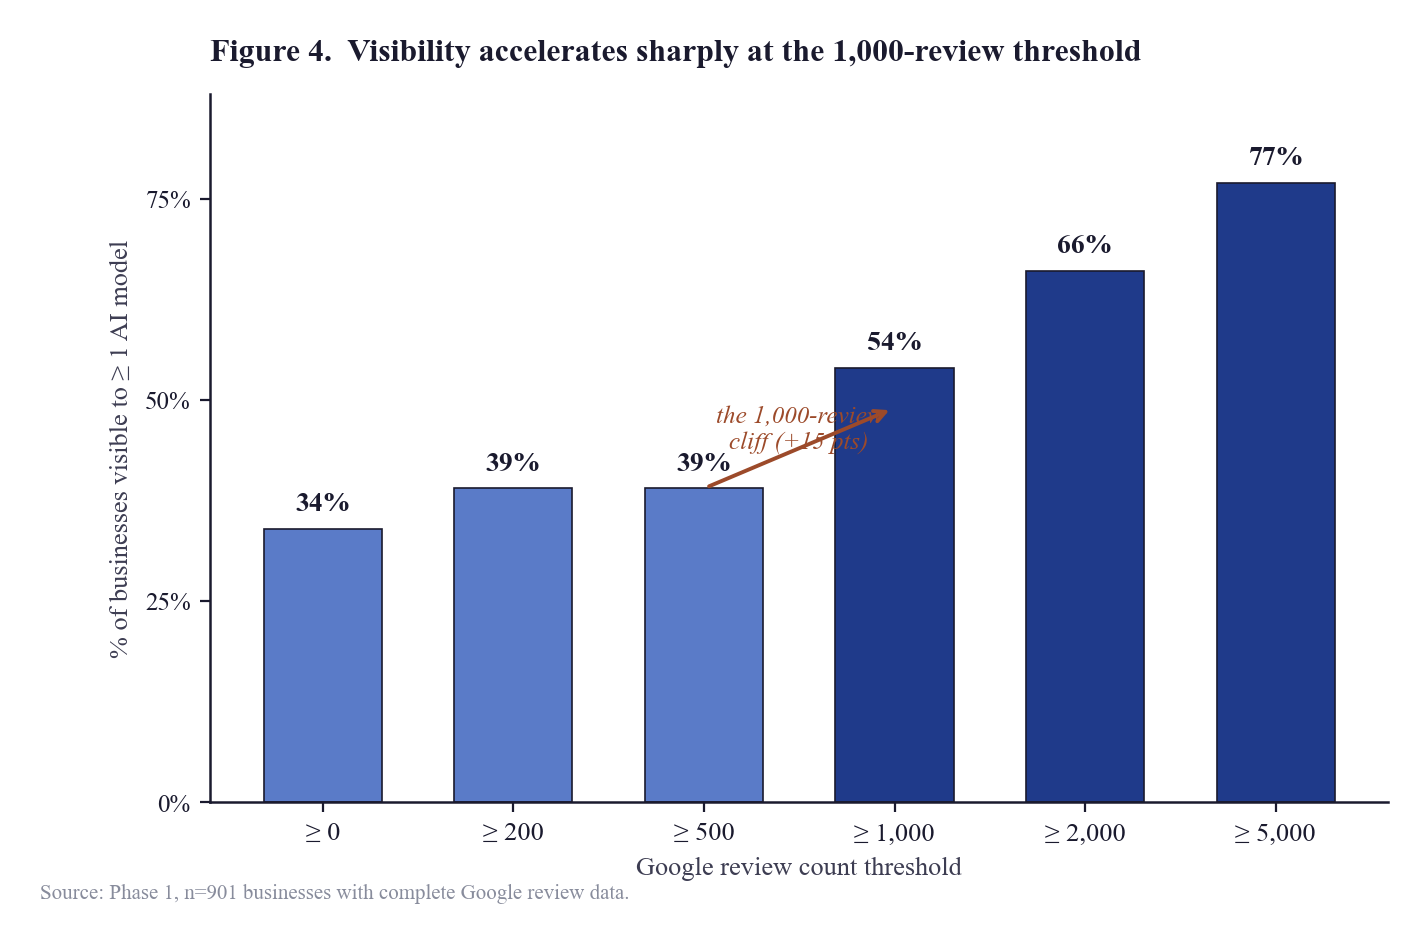 Figure 4.  Visibility accelerates sharply at the 1,000-review threshold
% of businesses visible to ≥ 1 AI model
75%
50%
25%
0%
34%
39%
39%
54%
66%
77%
the 1,000-review
cliff (+15 pts)
≥ 0
≥ 200
≥ 500
≥ 1,000
≥ 2,000
≥ 5,000
Google review count threshold
Source: Phase 1, n=901 businesses with complete Google review data.